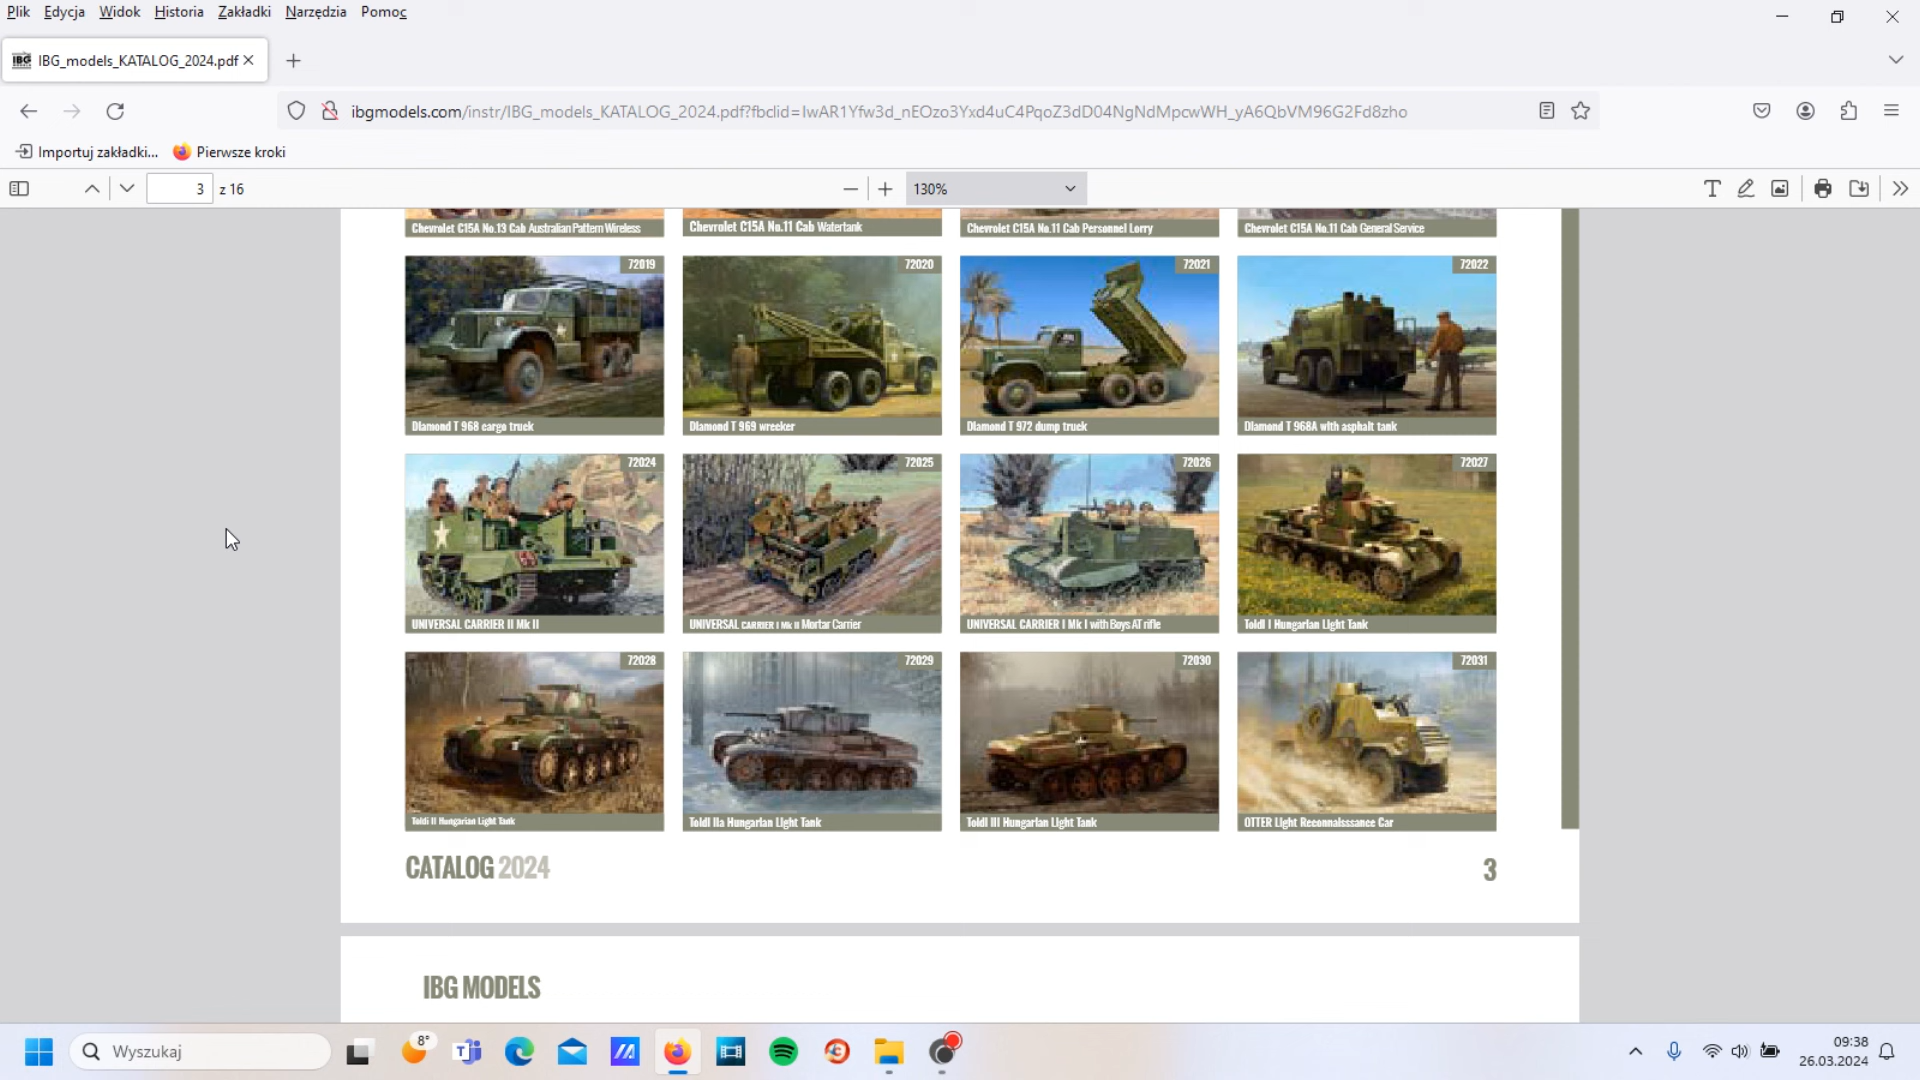 Plik Edycja Widok Historia Zakładki Narzędzia Pomoc
IBG_models_KATALOG_2024.pdf
ibgmodels.com/instr/IBG_models_KATALOG_2024.pdf?fbclid=IwAR1Yfw3d_nEOzo3Yxd4uC4PqoZ3dD04NgNdMpcwWH_yA6QbVM96G2Fd8zho
Importuj zakładki... Pierwsze kroki
3 z 16 130%
Chevrolet C15A No.13 Cab Australian Pattern Wireless
Chevrolet C15A No.11 Cab Watertank
Chevrolet C15A No.11 Cab Personnel Lorry
Chevrolet C15A No.11 Cab General Service
72019
Diamond T 968 cargo truck
72020
Diamond T 969 wrecker
72021
Diamond T 972 dump truck
72022
Diamond T 968A with asphalt tank
72024
UNIVERSAL CARRIER II Mk II
72025
UNIVERSAL CARRIER I Mk II Mortar Carrier
72026
UNIVERSAL CARRIER I Mk I with Boys AT rifle
72027
Toldi I Hungarian Light Tank
72028
Toldi II Hungarian Light Tank
72029
Toldi IIa Hungarian Light Tank
72030
Toldi III Hungarian Light Tank
72031
OTTER Light Reconnaisssance Car
CATALOG 2024
3
IBG MODELS
Wyszukaj
8°
09:38
26.03.2024